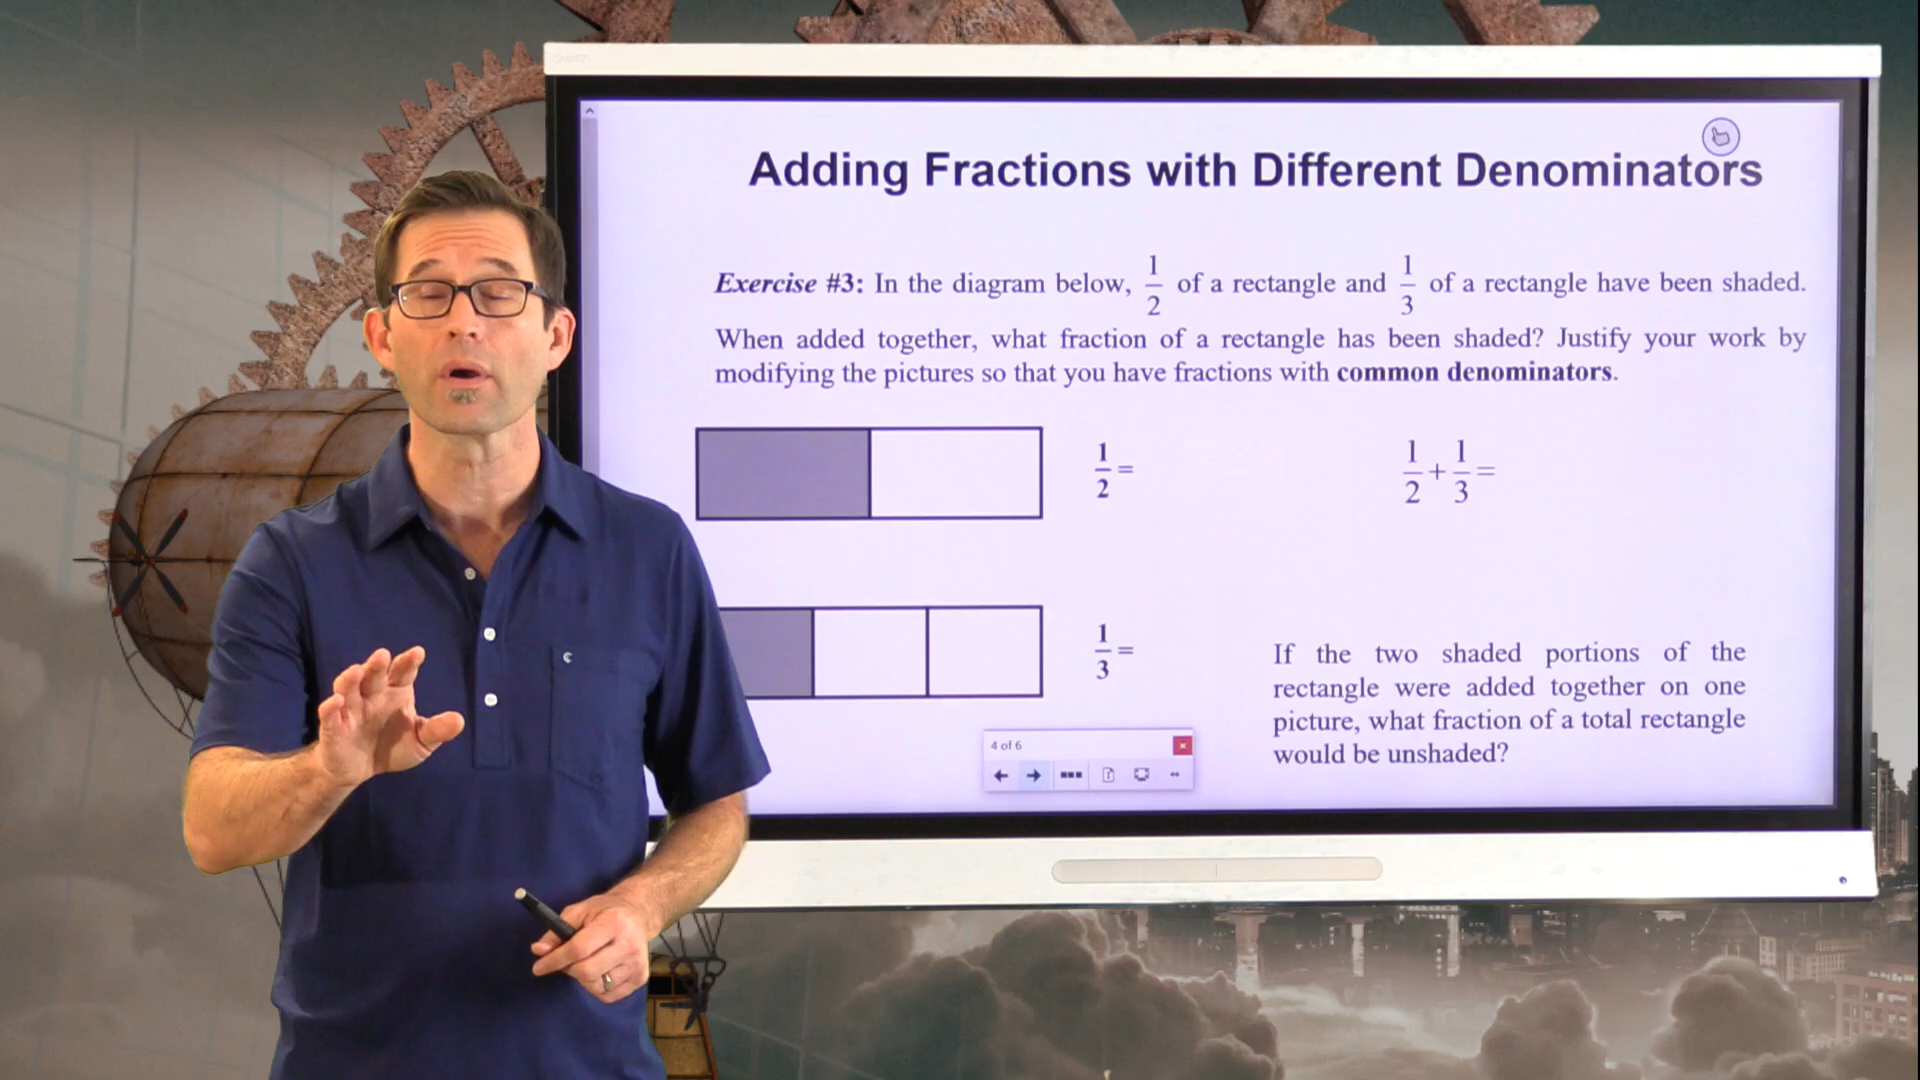 Adding Fractions with Different Denominators
Exercise #3: In the diagram below, 1/2 of a rectangle and 1/3 of a rectangle have been shaded.
When added together, what fraction of a rectangle has been shaded? Justify your work by
modifying the pictures so that you have fractions with common denominators.
1/2 =
1/2 + 1/3 =
1/3 =
If the two shaded portions of the
rectangle were added together on one
picture, what fraction of a total rectangle
would be unshaded?
4 of 6